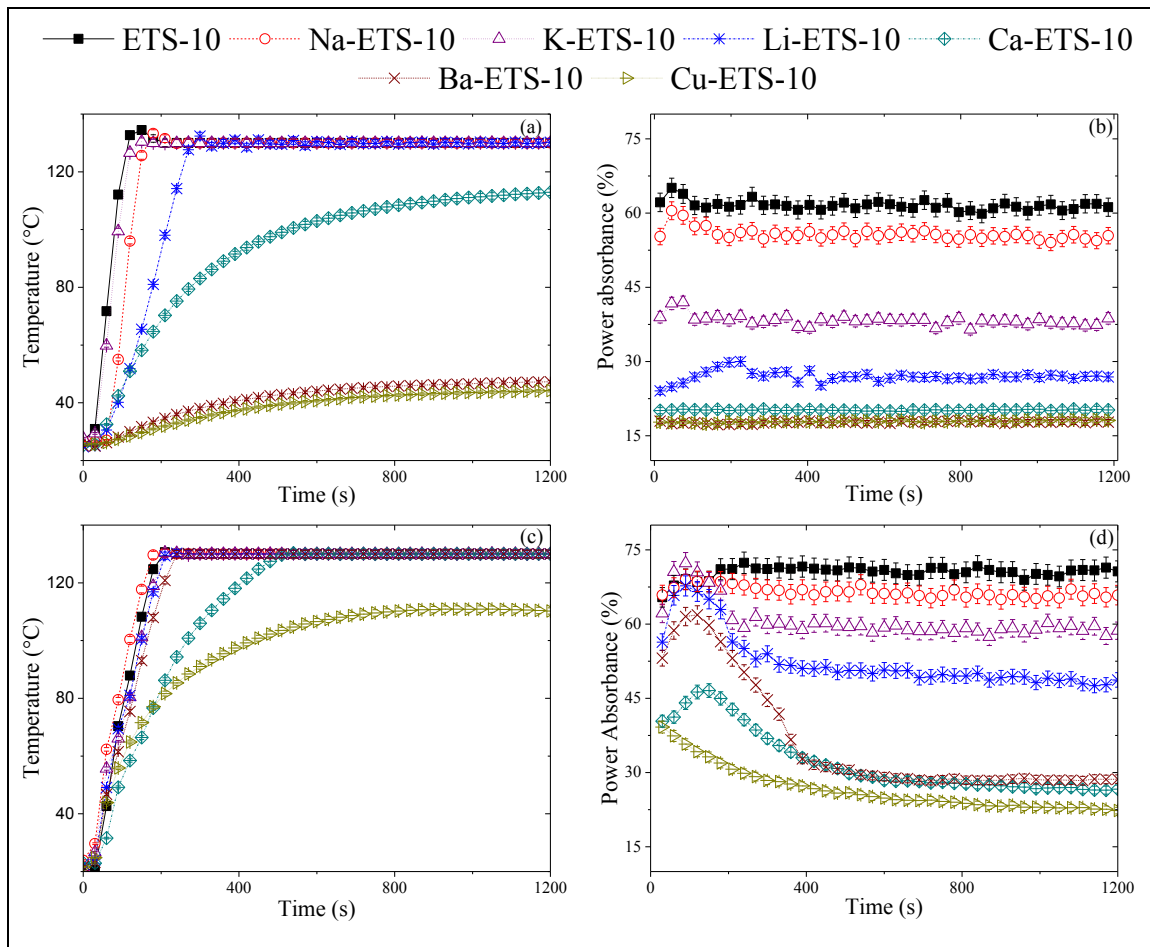 ETS-10 Na-ETS-10 K-ETS-10 Li-ETS-10 Ca-ETS-10
Ba-ETS-10 Cu-ETS-10
(a)
120
80
40
Temperature (°C)
0 400 800 1200
Time (s)
(b)
75
60
45
30
15
Power absorbance (%)
0 400 800 1200
Time (s)
(c)
120
80
40
Temperature (°C)
0 400 800 1200
Time (s)
(d)
75
60
45
30
15
Power Absorbance (%)
0 400 800 1200
Time (s)